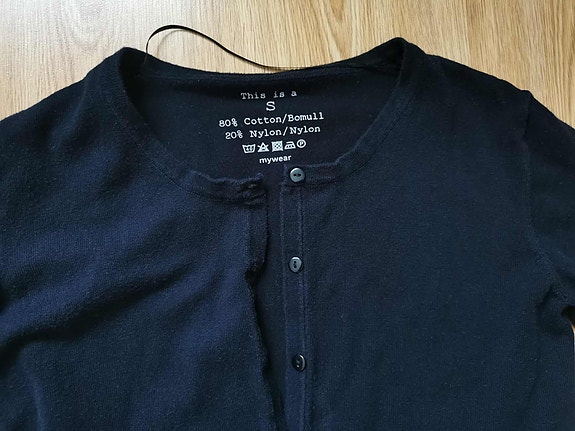 This is a
S
80% Cotton/Bomull
20% Nylon/Nylon
mywear